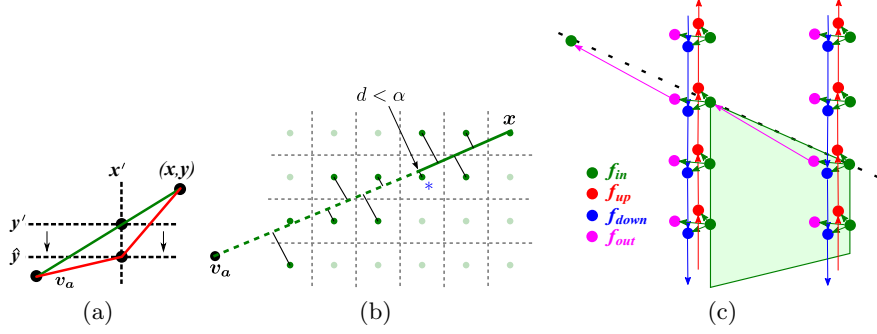 x'
(x,y)
y'
ŷ
v_a
(a)
d < α
x
*
v_a
(b)
f_in
f_up
f_down
f_out
(c)